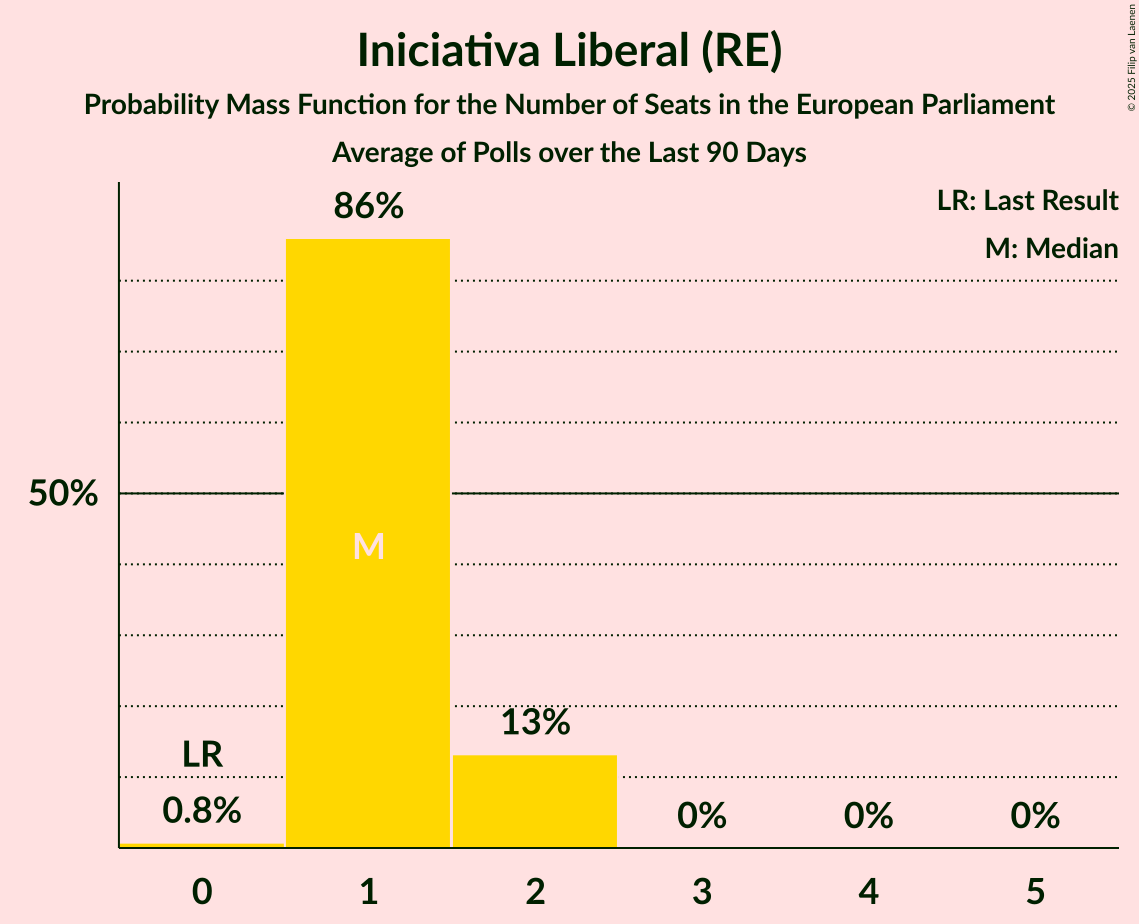 Iniciativa Liberal (RE)
Probability Mass Function for the Number of Seats in the European Parliament
Average of Polls over the Last 90 Days
© 2025 Filip van Laenen
LR: Last Result
M: Median
86%
50%
M
13%
LR
0.8%
0%
0%
0%
0
1
2
3
4
5